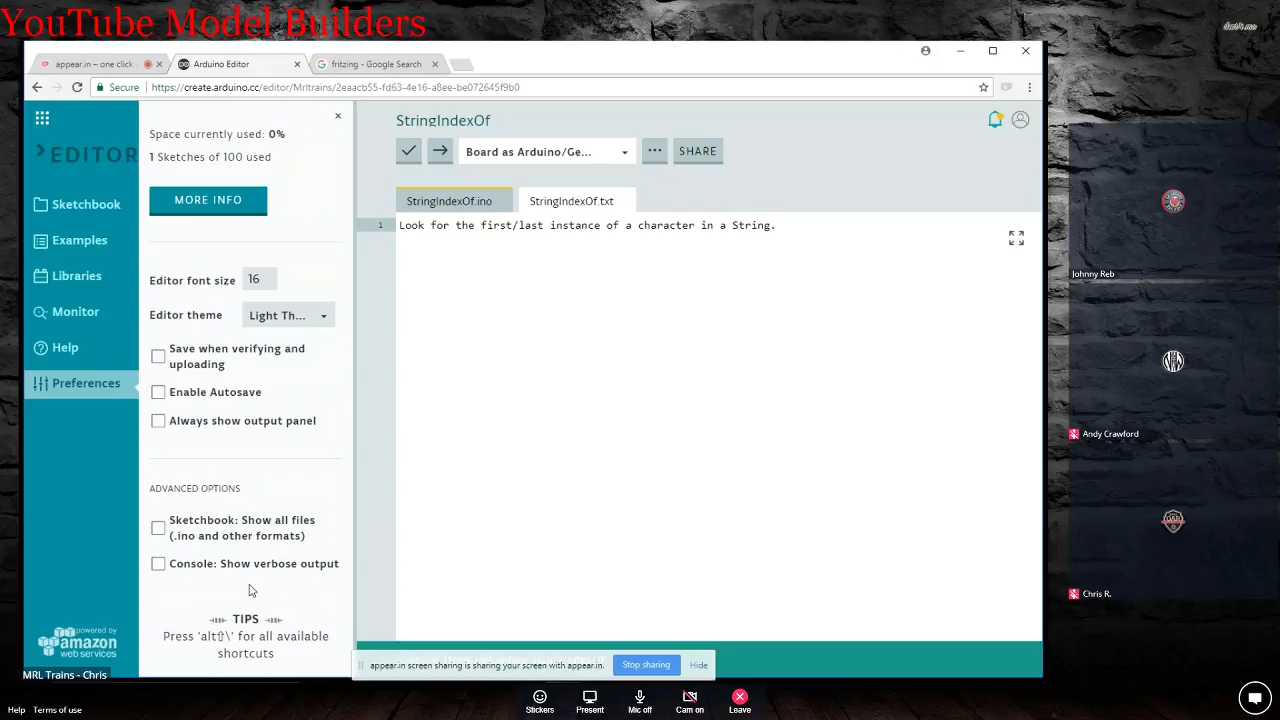 YouTube Model Builders
appear.in – one click
Arduino Editor
fritzing - Google Search
Secure
https://create.arduino.cc/editor/Mrltrains/2eaacb55-fd63-4e16-a8ee-be072645f9b0
EDITOR
Sketchbook
Examples
Libraries
Monitor
Help
Preferences
powered by
amazon
web services
MRL Trains - Chris
Space currently used: 0%
1 Sketches of 100 used
MORE INFO
Editor font size 16
Editor theme Light Th...
Save when verifying and
uploading
Enable Autosave
Always show output panel
ADVANCED OPTIONS
Sketchbook: Show all files
(.ino and other formats)
Console: Show verbose output
TIPS
Press 'alt⇧\' for all available
shortcuts
StringIndexOf
Board as Arduino/Ge...
SHARE
StringIndexOf.ino
StringIndexOf.txt
1 Look for the first/last instance of a character in a String.
appear.in screen sharing is sharing your screen with appear.in.
Stop sharing
Hide
Johnny Reb
Andy Crawford
Chris R.
Help
Terms of use
Stickers
Present
Mic off
Cam on
Leave